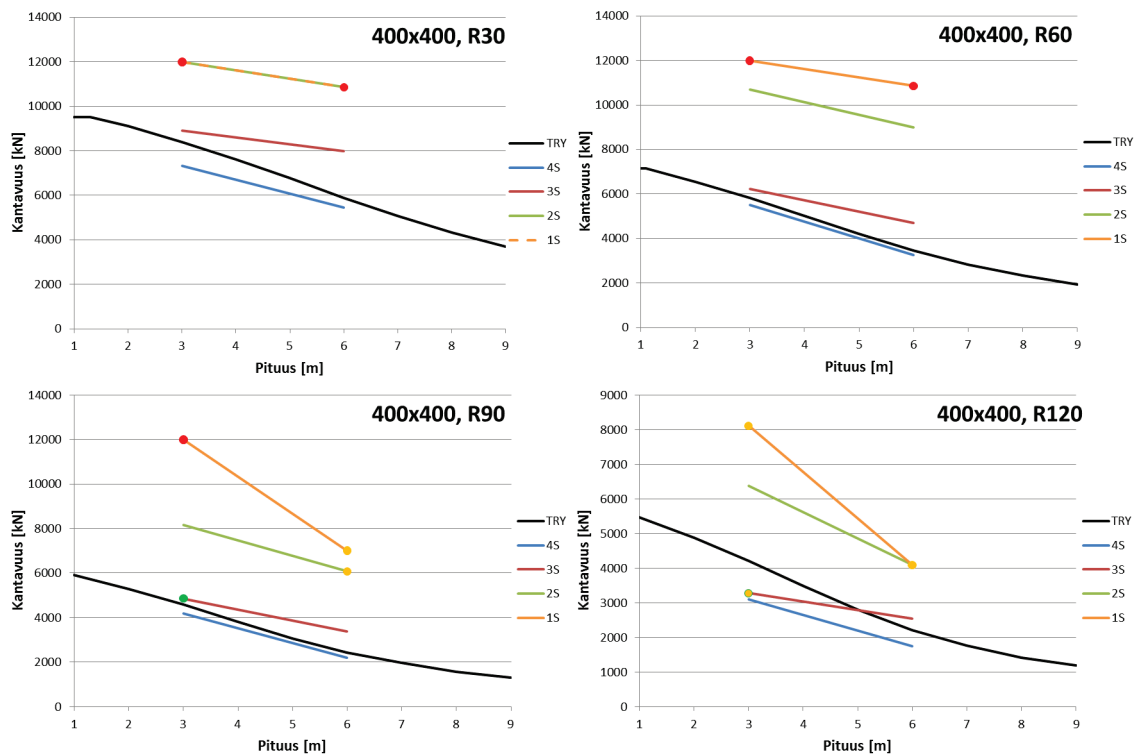 400x400, R30
Kantavuus [kN]
14000
12000
10000
8000
6000
4000
2000
0
1 2 3 4 5 6 7 8 9
Pituus [m]
TRY
4S
3S
2S
1S
400x400, R60
Kantavuus [kN]
14000
12000
10000
8000
6000
4000
2000
0
1 2 3 4 5 6 7 8 9
Pituus [m]
TRY
4S
3S
2S
1S
400x400, R90
Kantavuus [kN]
14000
12000
10000
8000
6000
4000
2000
0
1 2 3 4 5 6 7 8 9
Pituus [m]
TRY
4S
3S
2S
1S
400x400, R120
Kantavuus [kN]
9000
8000
7000
6000
5000
4000
3000
2000
1000
0
1 2 3 4 5 6 7 8 9
Pituus [m]
TRY
4S
3S
2S
1S